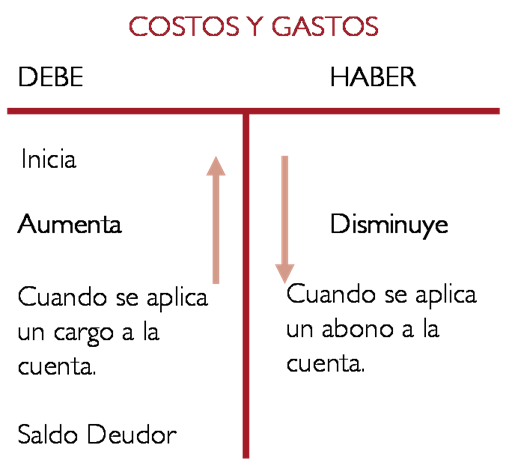 COSTOS Y GASTOS
DEBE
HABER
Inicia
Aumenta
Cuando se aplica
un cargo a la
cuenta.
Saldo Deudor
Disminuye
Cuando se aplica
un abono a la
cuenta.